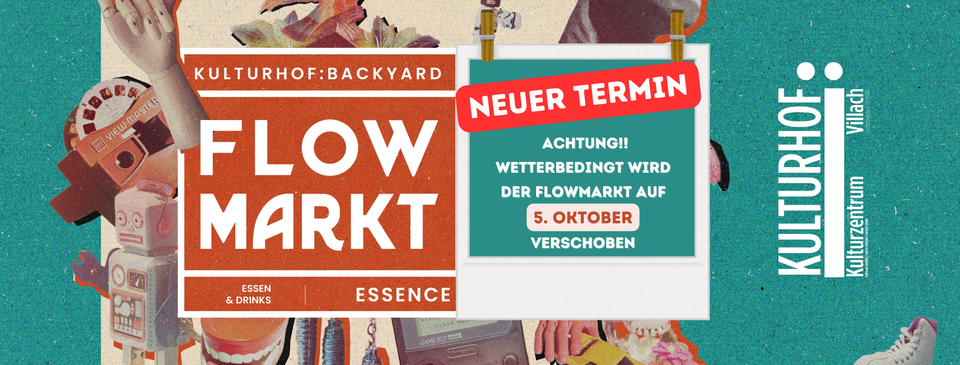 KULTURHOF:BACKYARD
FLOW
MARKT
ESSEN
& DRINKS
ESSENCE
NEUER TERMIN
ACHTUNG!!
WETTERBEDINGT WIRD
DER FLOWMARKT AUF
5. OKTOBER
VERSCHOBEN
VIEW-MASTER
GAME BOY
KULTURHOF:
Kulturzentrum Villach